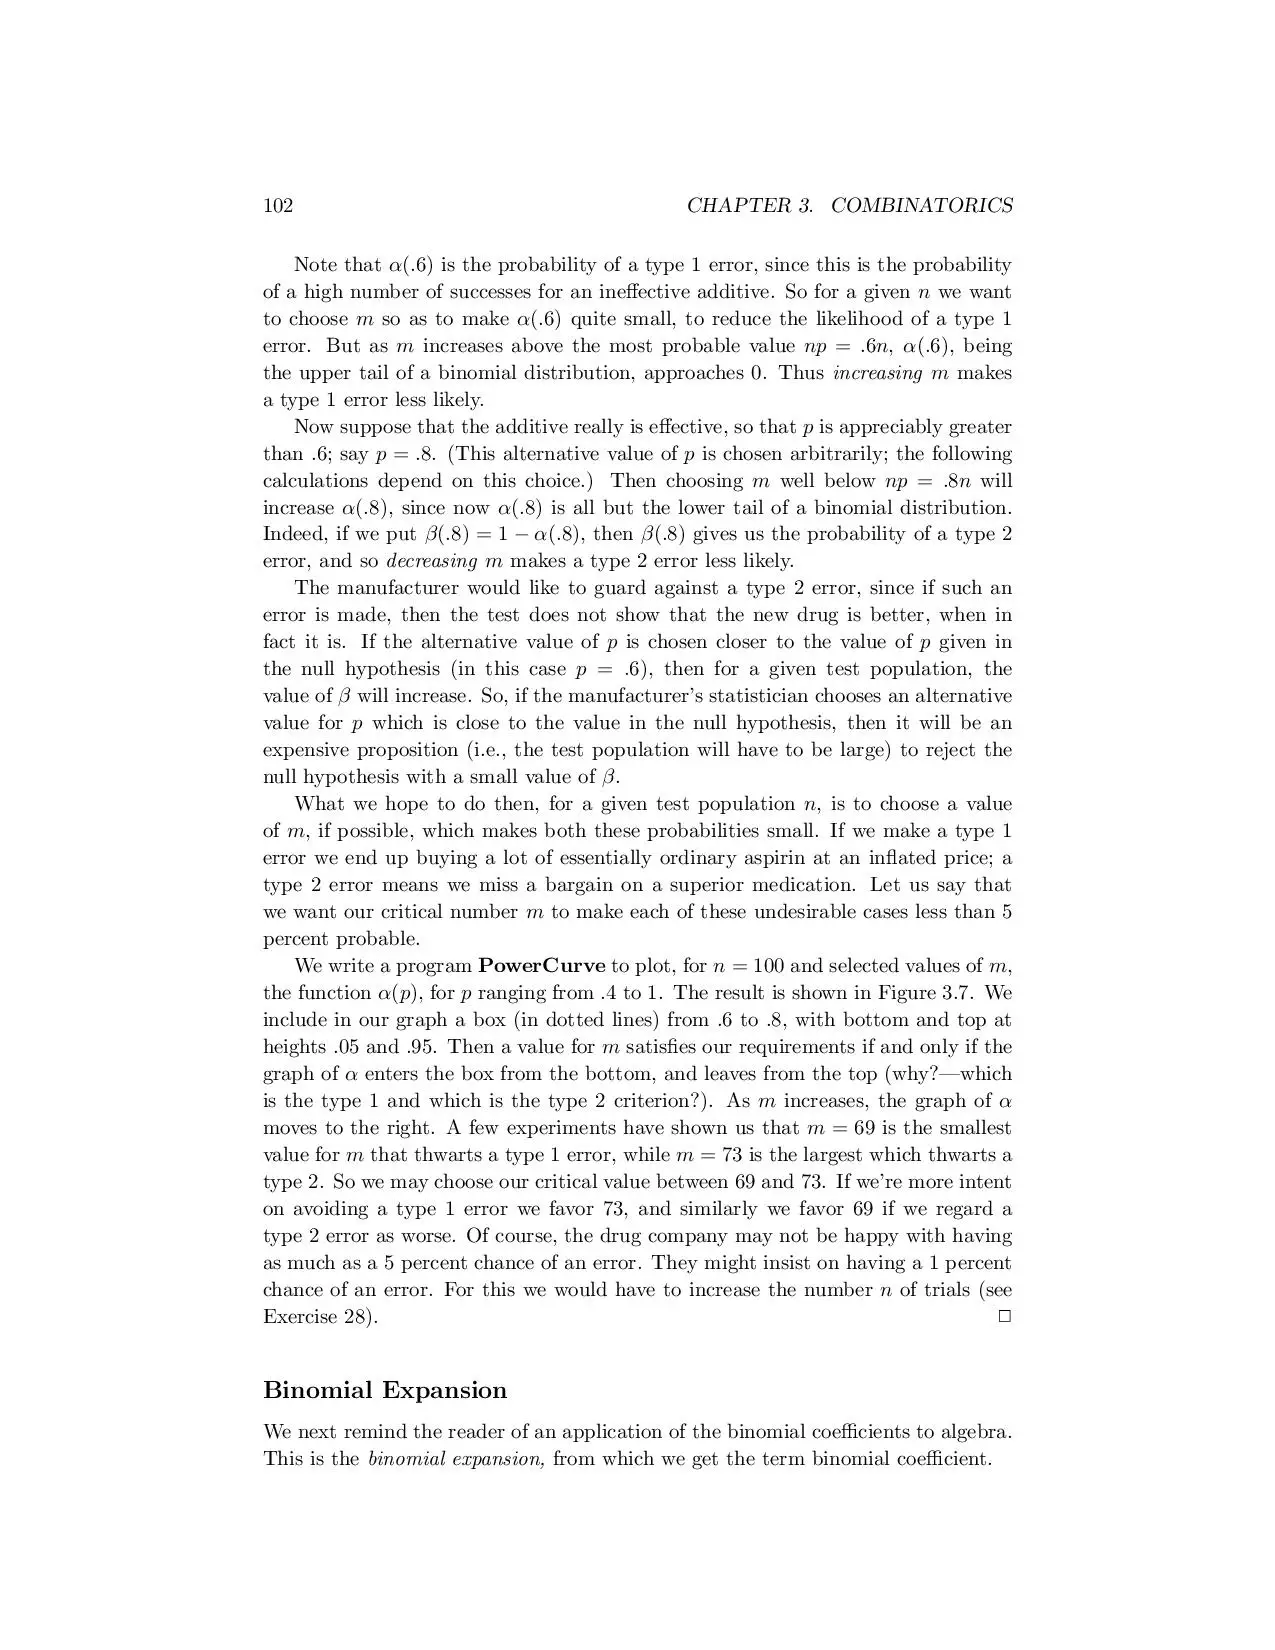 102 CHAPTER 3. COMBINATORICS
Note that α(.6) is the probability of a type 1 error, since this is the probability
of a high number of successes for an ineffective additive. So for a given n we want
to choose m so as to make α(.6) quite small, to reduce the likelihood of a type 1
error. But as m increases above the most probable value np = .6n, α(.6), being
the upper tail of a binomial distribution, approaches 0. Thus increasing m makes
a type 1 error less likely.
Now suppose that the additive really is effective, so that p is appreciably greater
than .6; say p = .8. (This alternative value of p is chosen arbitrarily; the following
calculations depend on this choice.) Then choosing m well below np = .8n will
increase α(.8), since now α(.8) is all but the lower tail of a binomial distribution.
Indeed, if we put β(.8) = 1 − α(.8), then β(.8) gives us the probability of a type 2
error, and so decreasing m makes a type 2 error less likely.
The manufacturer would like to guard against a type 2 error, since if such an
error is made, then the test does not show that the new drug is better, when in
fact it is. If the alternative value of p is chosen closer to the value of p given in
the null hypothesis (in this case p = .6), then for a given test population, the
value of β will increase. So, if the manufacturer's statistician chooses an alternative
value for p which is close to the value in the null hypothesis, then it will be an
expensive proposition (i.e., the test population will have to be large) to reject the
null hypothesis with a small value of β.
What we hope to do then, for a given test population n, is to choose a value
of m, if possible, which makes both these probabilities small. If we make a type 1
error we end up buying a lot of essentially ordinary aspirin at an inflated price; a
type 2 error means we miss a bargain on a superior medication. Let us say that
we want our critical number m to make each of these undesirable cases less than 5
percent probable.
We write a program PowerCurve to plot, for n = 100 and selected values of m,
the function α(p), for p ranging from .4 to 1. The result is shown in Figure 3.7. We
include in our graph a box (in dotted lines) from .6 to .8, with bottom and top at
heights .05 and .95. Then a value for m satisfies our requirements if and only if the
graph of α enters the box from the bottom, and leaves from the top (why?—which
is the type 1 and which is the type 2 criterion?). As m increases, the graph of α
moves to the right. A few experiments have shown us that m = 69 is the smallest
value for m that thwarts a type 1 error, while m = 73 is the largest which thwarts a
type 2. So we may choose our critical value between 69 and 73. If we're more intent
on avoiding a type 1 error we favor 73, and similarly we favor 69 if we regard a
type 2 error as worse. Of course, the drug company may not be happy with having
as much as a 5 percent chance of an error. They might insist on having a 1 percent
chance of an error. For this we would have to increase the number n of trials (see
Exercise 28). □
Binomial Expansion
We next remind the reader of an application of the binomial coefficients to algebra.
This is the binomial expansion, from which we get the term binomial coefficient.